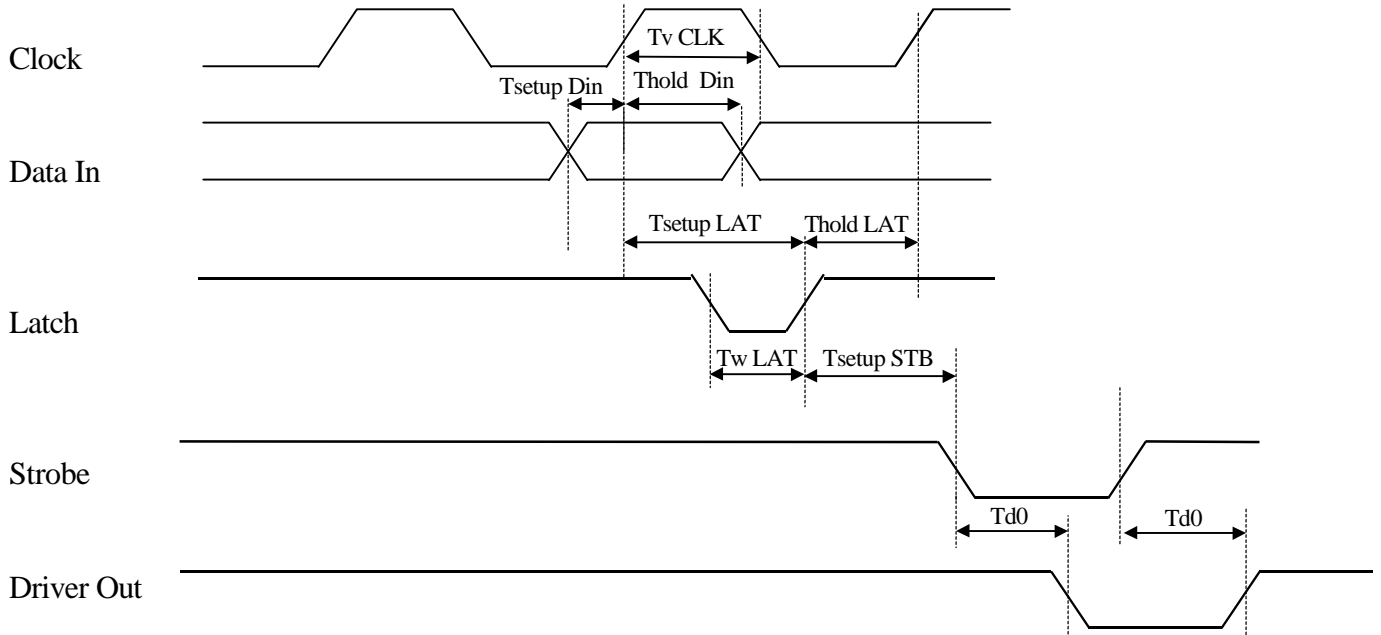 Clock
Tv CLK
Tsetup Din
Thold Din
Data In
Tsetup LAT
Thold LAT
Latch
Tw LAT
Tsetup STB
Strobe
Td0
Td0
Driver Out